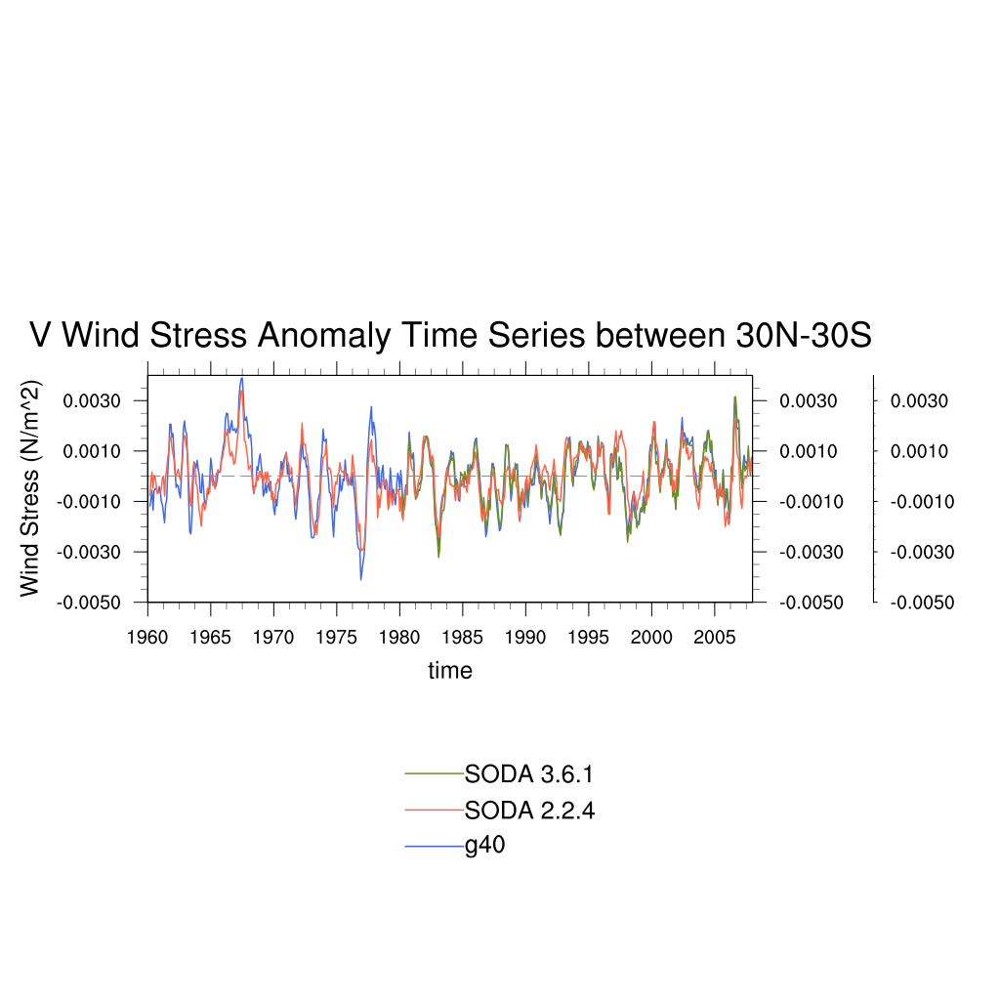 V Wind Stress Anomaly Time Series between 30N-30S
Wind Stress (N/m^2)
0.0030 0.0030 0.0030
0.0010 0.0010 0.0010
-0.0010 -0.0010 -0.0010
-0.0030 -0.0030 -0.0030
-0.0050 -0.0050 -0.0050
1960 1965 1970 1975 1980 1985 1990 1995 2000 2005
time
SODA 3.6.1
SODA 2.2.4
g40